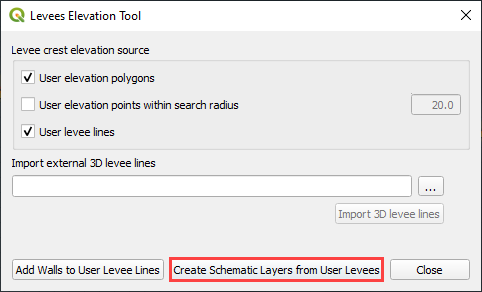 Levees Elevation Tool
Levee crest elevation source
User elevation polygons
User elevation points within search radius
20.0
User levee lines
Import external 3D levee lines
...
Import 3D levee lines
Add Walls to User Levee Lines
Create Schematic Layers from User Levees
Close